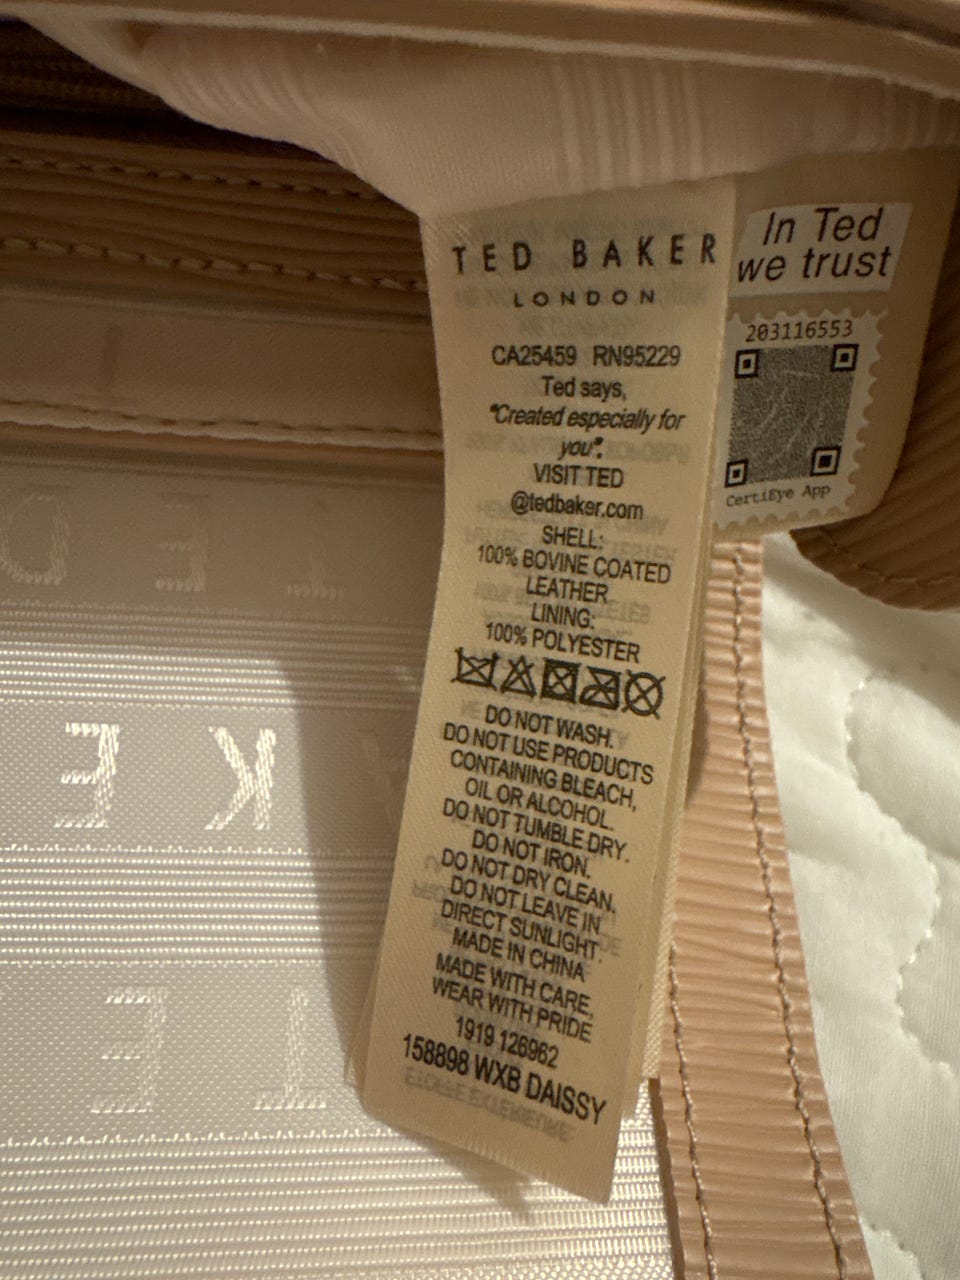 TED BAKER
LONDON
CA25459 RN95229
Ted says,
"Created especially for
you".
VISIT TED
@tedbaker.com
SHELL:
100% BOVINE COATED
LEATHER
LINING:
100% POLYESTER
DO NOT WASH.
DO NOT USE PRODUCTS
CONTAINING BLEACH,
OIL OR ALCOHOL.
DO NOT TUMBLE DRY.
DO NOT IRON.
DO NOT DRY CLEAN.
DO NOT LEAVE IN
DIRECT SUNLIGHT.
MADE IN CHINA
MADE WITH CARE,
WEAR WITH PRIDE
1919 126962
158898 WXB DAISSY
In Ted
we trust
203116553
CertiEye App